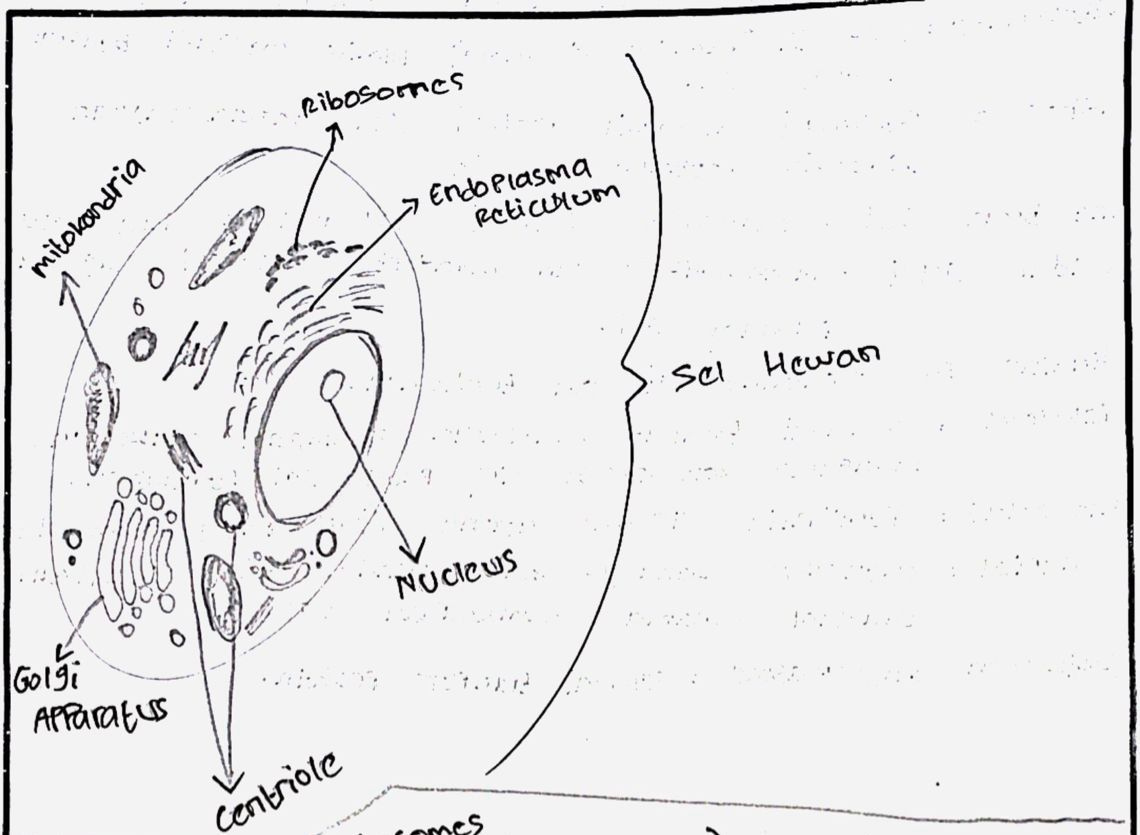 Ribosomes
Mitokondria
Endoplasma
Reticulum
Sel Hewan
Nucleus
Golgi
Apparatus
Centriole